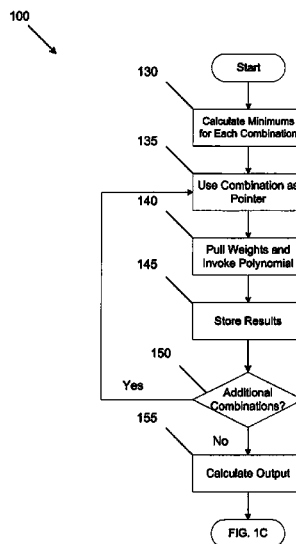 100
Start
130
Calculate Minimums
for Each Combination
135
Use Combination as
Pointer
140
Pull Weights and
Invoke Polynomial
145
Store Results
150
Yes
Additional
Combinations?
No
155
Calculate Output
FIG. 1C